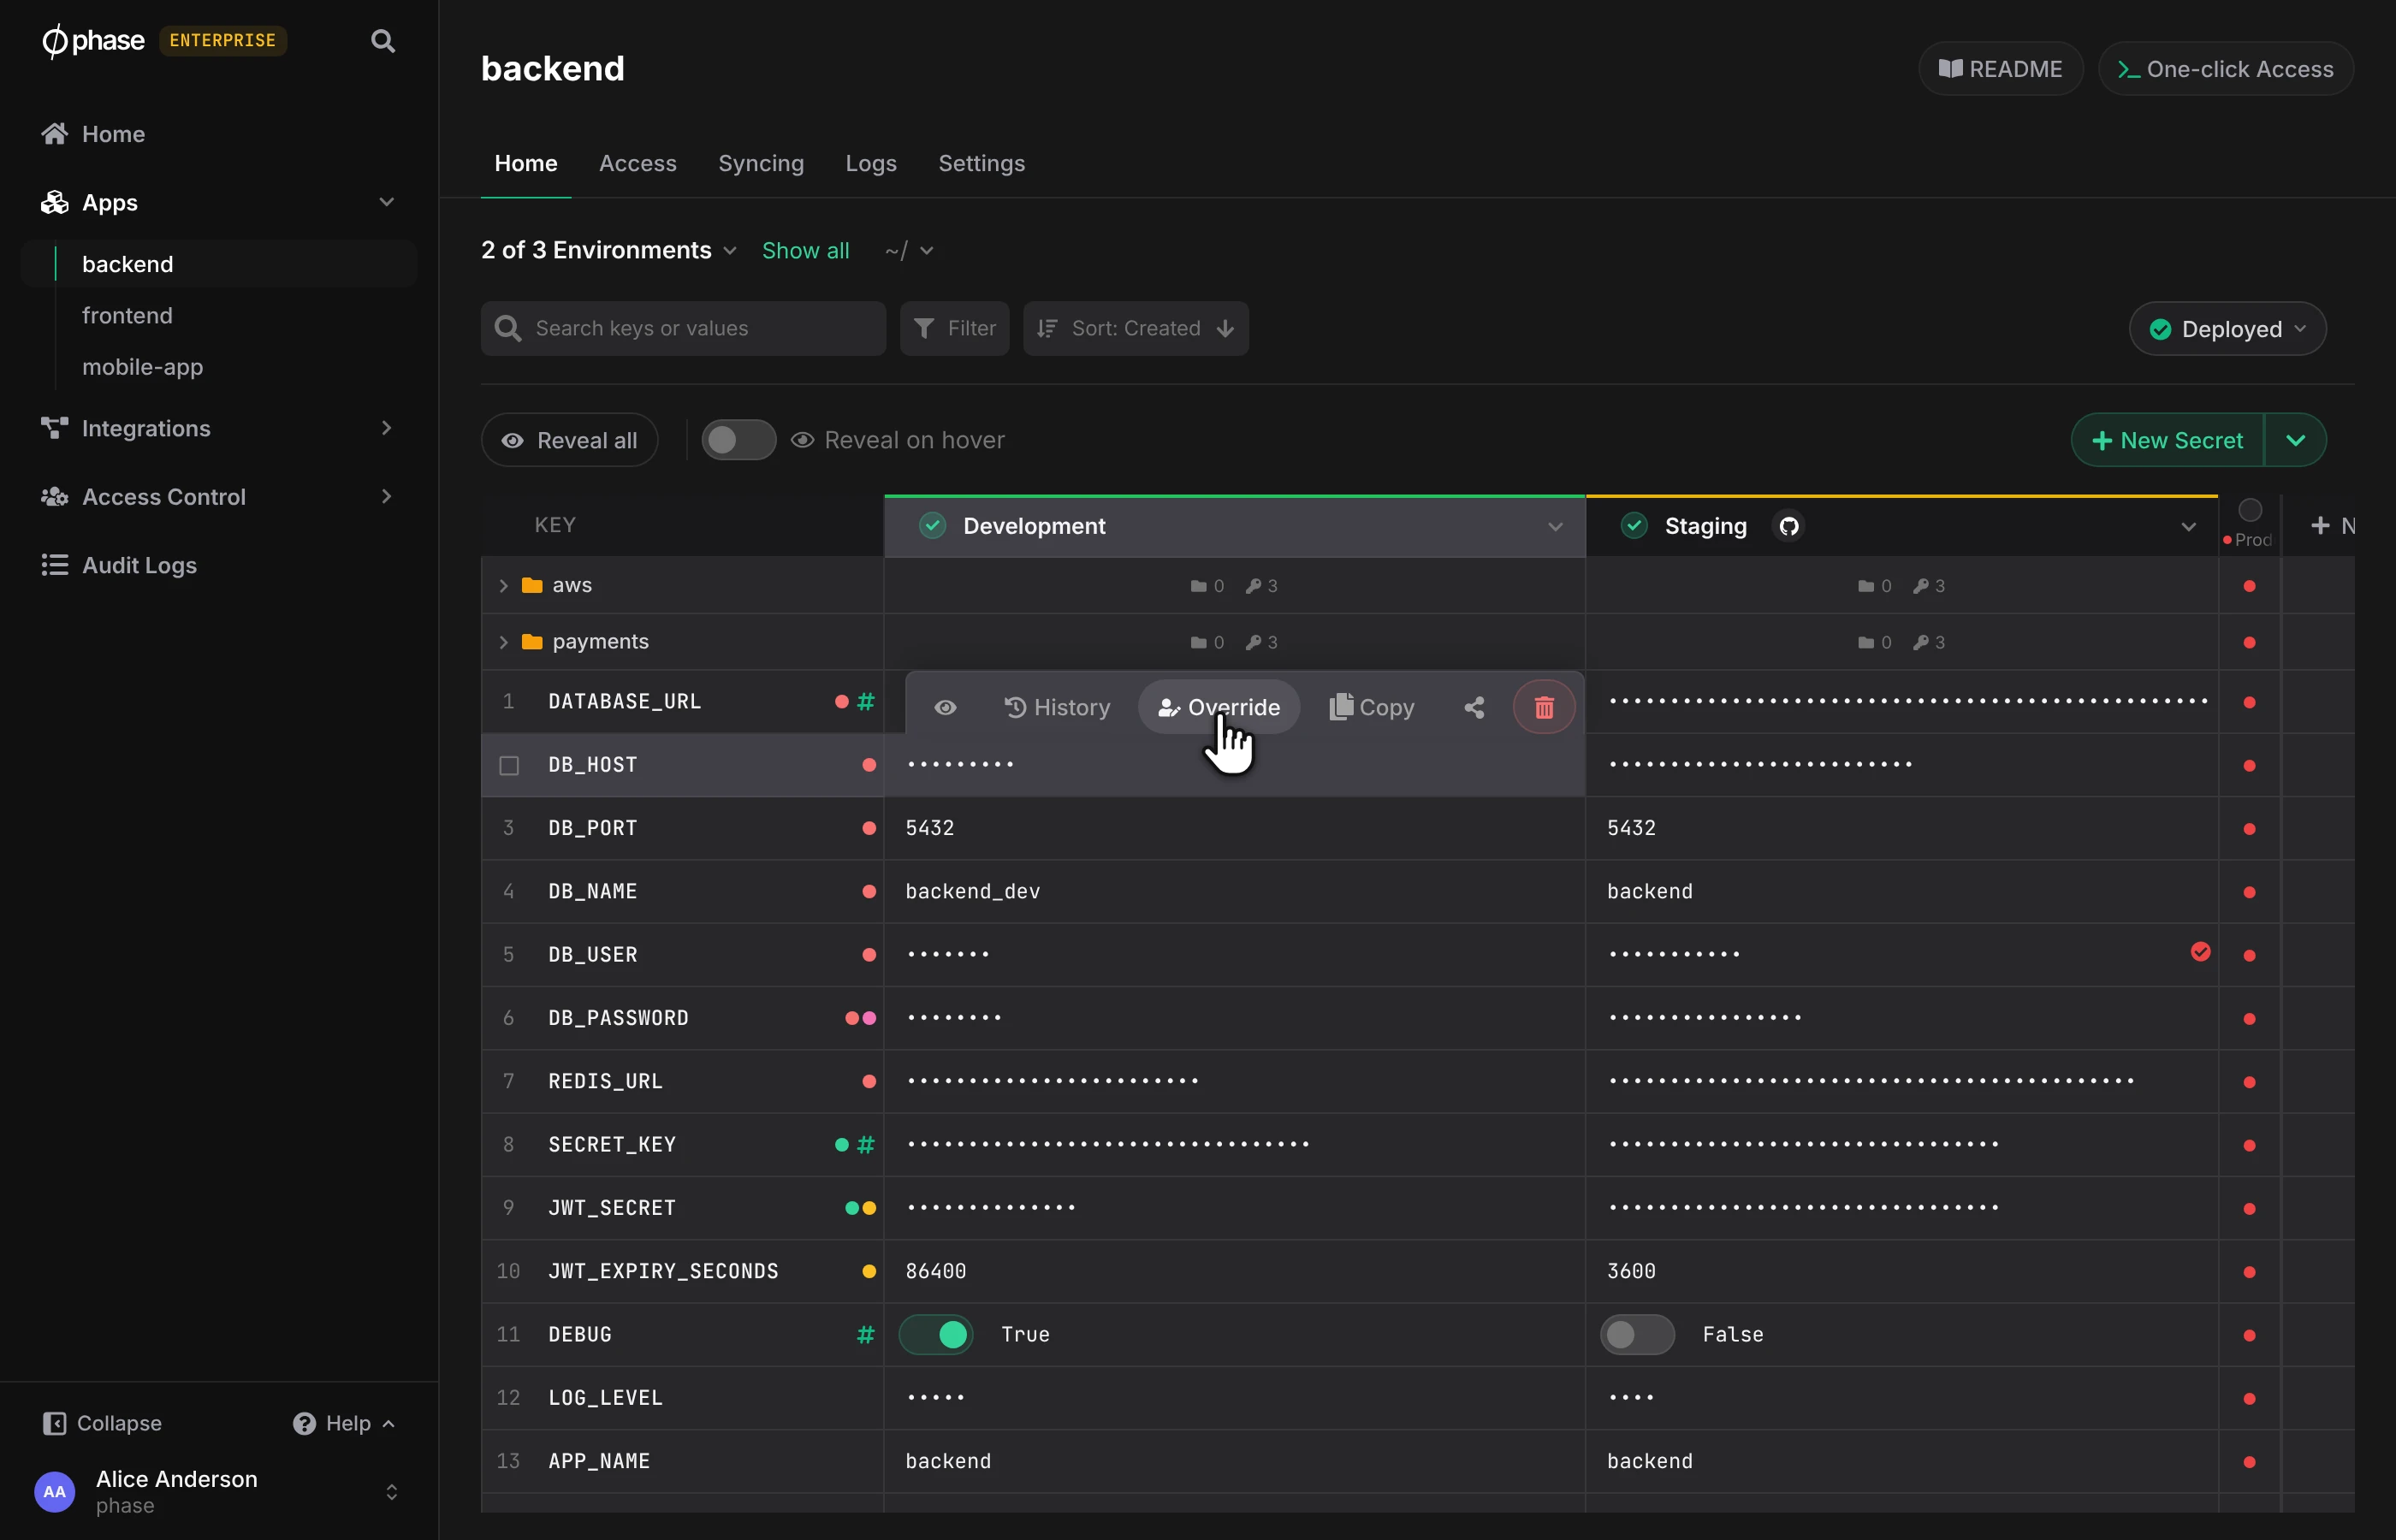 phase ENTERPRISE
Home
Apps
backend
frontend
mobile-app
Integrations
Access Control
Audit Logs
Collapse
Help
AA
Alice Anderson
phase
backend
README
One-click Access
Home Access Syncing Logs Settings
2 of 3 Environments Show all ~/
Search keys or values
Filter
Sort: Created
Deployed
Reveal all
Reveal on hover
New Secret
KEY Development Staging Prod N
aws 0 3 0 3
payments 0 3 0 3
1 DATABASE_URL # History Override Copy •••••••••••••••••••••••••••••••••••••••••••••••••
DB_HOST ••••••••• •••••••••••••••••••••••••
3 DB_PORT 5432 5432
4 DB_NAME backend_dev backend
5 DB_USER ••••••• •••••••••••
6 DB_PASSWORD •••••••• ••••••••••••••••
7 REDIS_URL •••••••••••••••••••••••• •••••••••••••••••••••••••••••••••••••••••••
8 SECRET_KEY # ••••••••••••••••••••••••••••••••• ••••••••••••••••••••••••••••••••
9 JWT_SECRET •••••••••••••• ••••••••••••••••••••••••••••••••
10 JWT_EXPIRY_SECONDS 86400 3600
11 DEBUG # True False
12 LOG_LEVEL ••••• ••••
13 APP_NAME backend backend